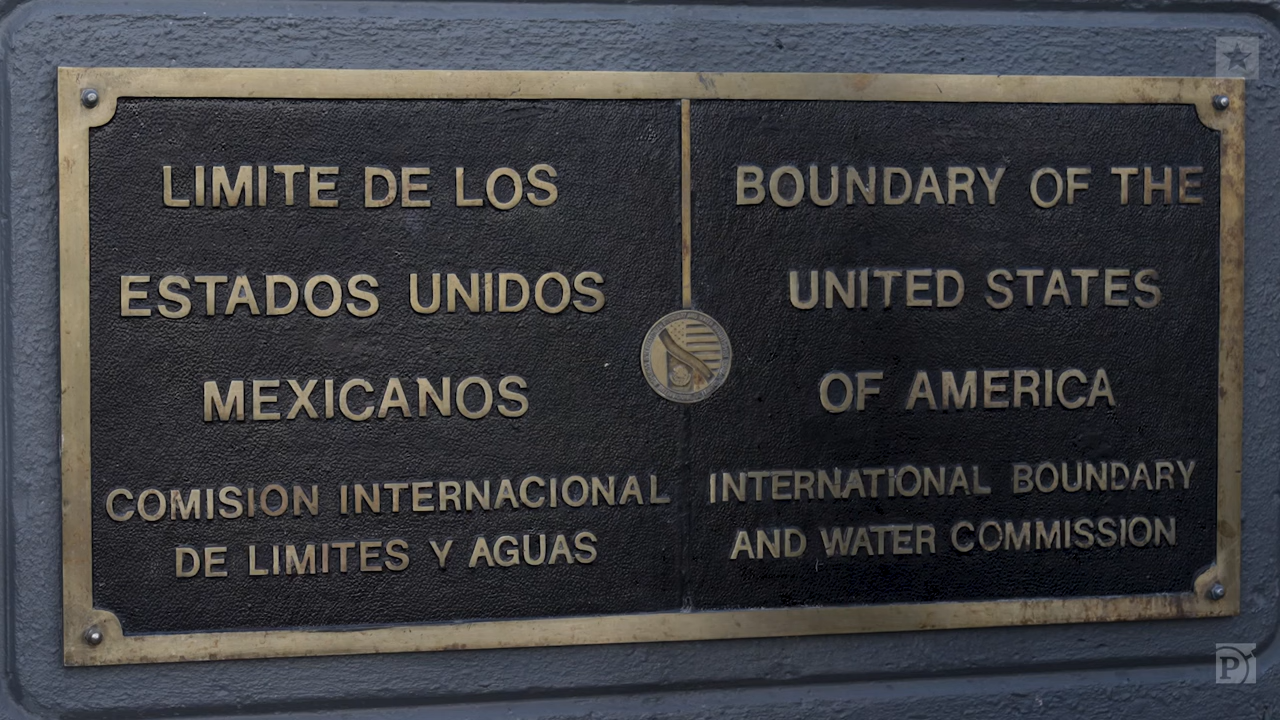 LIMITE DE LOS
ESTADOS UNIDOS
MEXICANOS
COMISION INTERNACIONAL
DE LIMITES Y AGUAS
BOUNDARY OF THE
UNITED STATES
OF AMERICA
INTERNATIONAL BOUNDARY
AND WATER COMMISSION
P